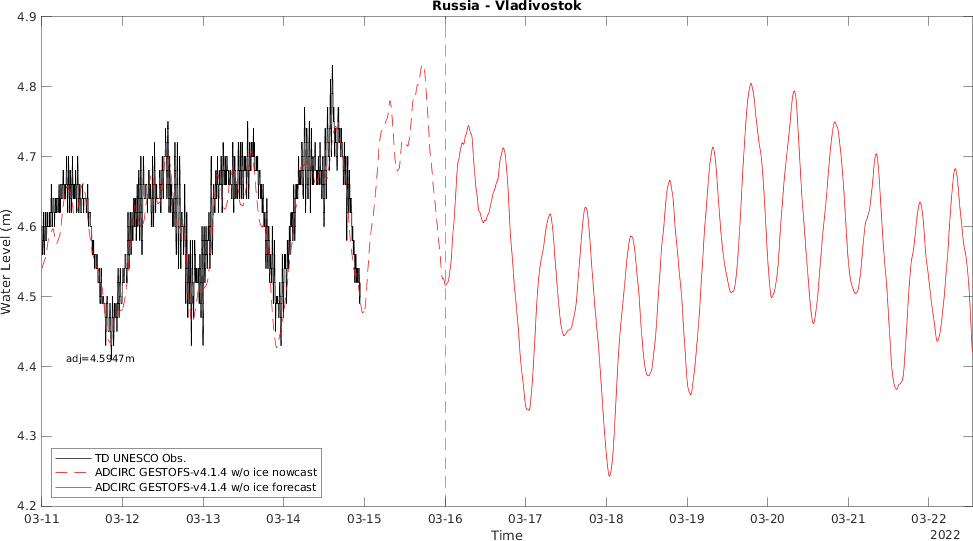 Russia - Vladivostok
4.9
4.8
4.7
4.6
4.5
4.4
4.3
4.2
Water Level (m)
adj=4.5947m
TD UNESCO Obs.
ADCIRC GESTOFS-v4.1.4 w/o ice nowcast
ADCIRC GESTOFS-v4.1.4 w/o ice forecast
03-11 03-12 03-13 03-14 03-15 03-16 03-17 03-18 03-19 03-20 03-21 03-22
2022
Time